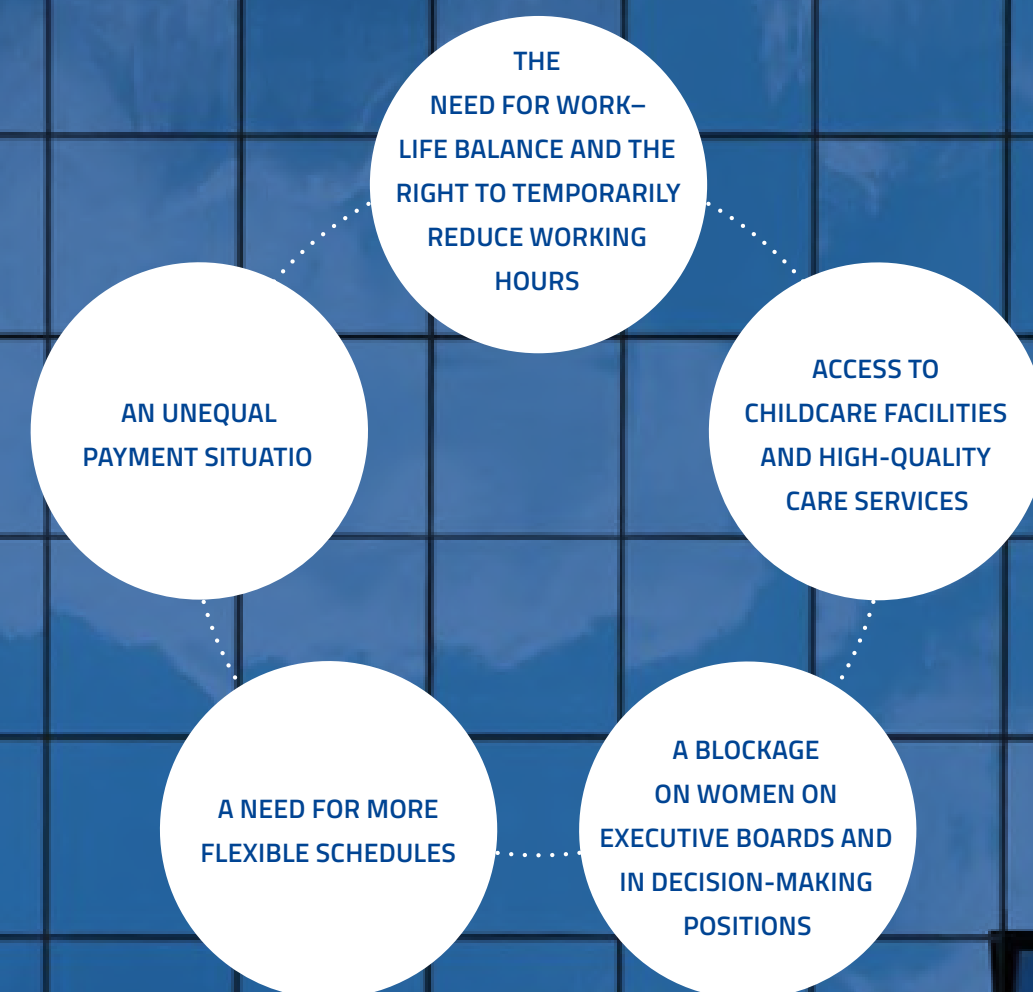 THE
NEED FOR WORK–
LIFE BALANCE AND THE
RIGHT TO TEMPORARILY
REDUCE WORKING
HOURS
AN UNEQUAL
PAYMENT SITUATIO
ACCESS TO
CHILDCARE FACILITIES
AND HIGH-QUALITY
CARE SERVICES
A NEED FOR MORE
FLEXIBLE SCHEDULES
A BLOCKAGE
ON WOMEN ON
EXECUTIVE BOARDS AND
IN DECISION-MAKING
POSITIONS